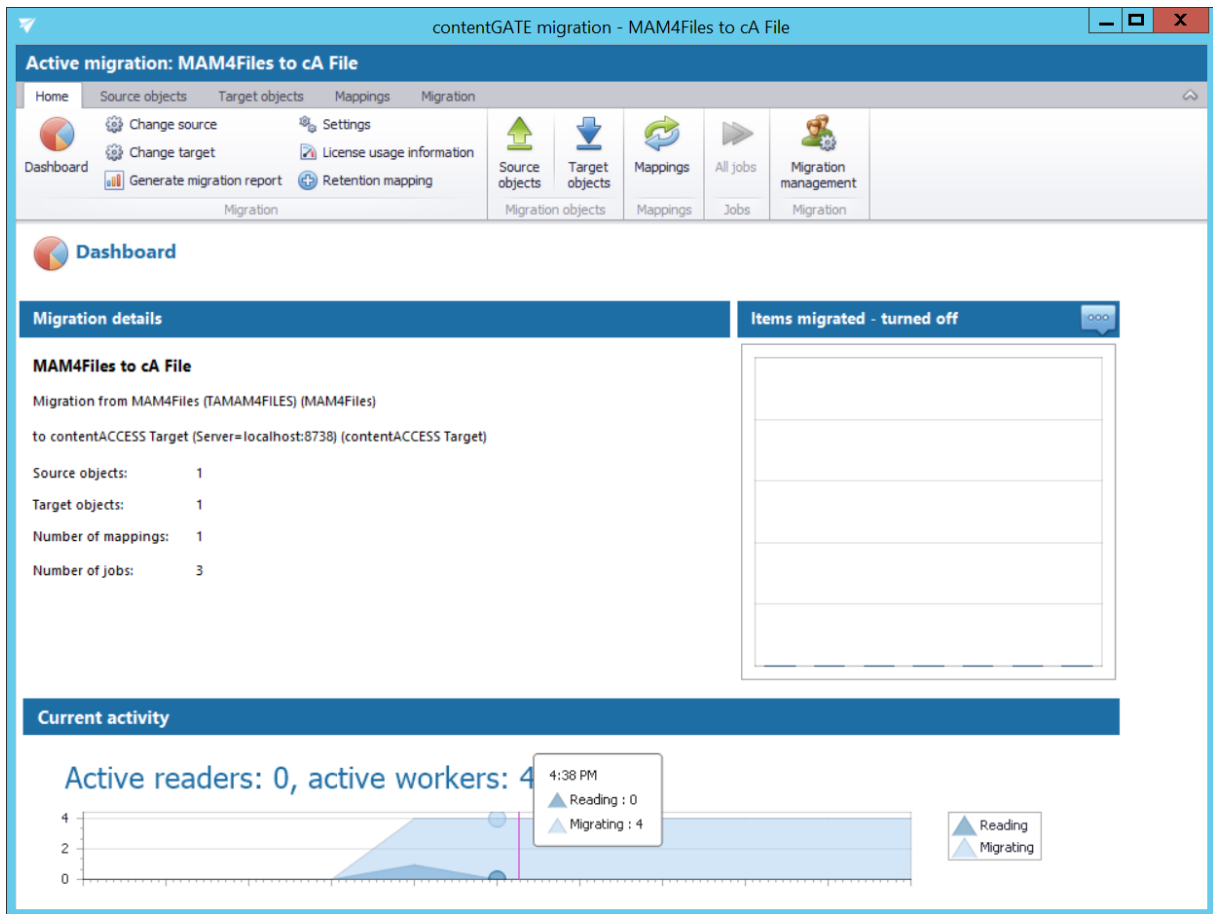 contentGATE migration - MAM4Files to cA File
X
Active migration: MAM4Files to cA File
Home Source objects Target objects Mappings Migration
Dashboard
Change source
Change target
Generate migration report
Settings
License usage information
Retention mapping
Migration
Source objects
Target objects
Migration objects
Mappings
Mappings
All jobs
Jobs
Migration management
Migration
Dashboard
Migration details
Items migrated - turned off
MAM4Files to cA File
Migration from MAM4Files (TAMAM4FILES) (MAM4Files)
to contentACCESS Target (Server=localhost:8738) (contentACCESS Target)
Source objects: 1
Target objects: 1
Number of mappings: 1
Number of jobs: 3
Current activity
Active readers: 0, active workers: 4
4:38 PM
Reading : 0
Migrating : 4
4
2
0
Reading
Migrating